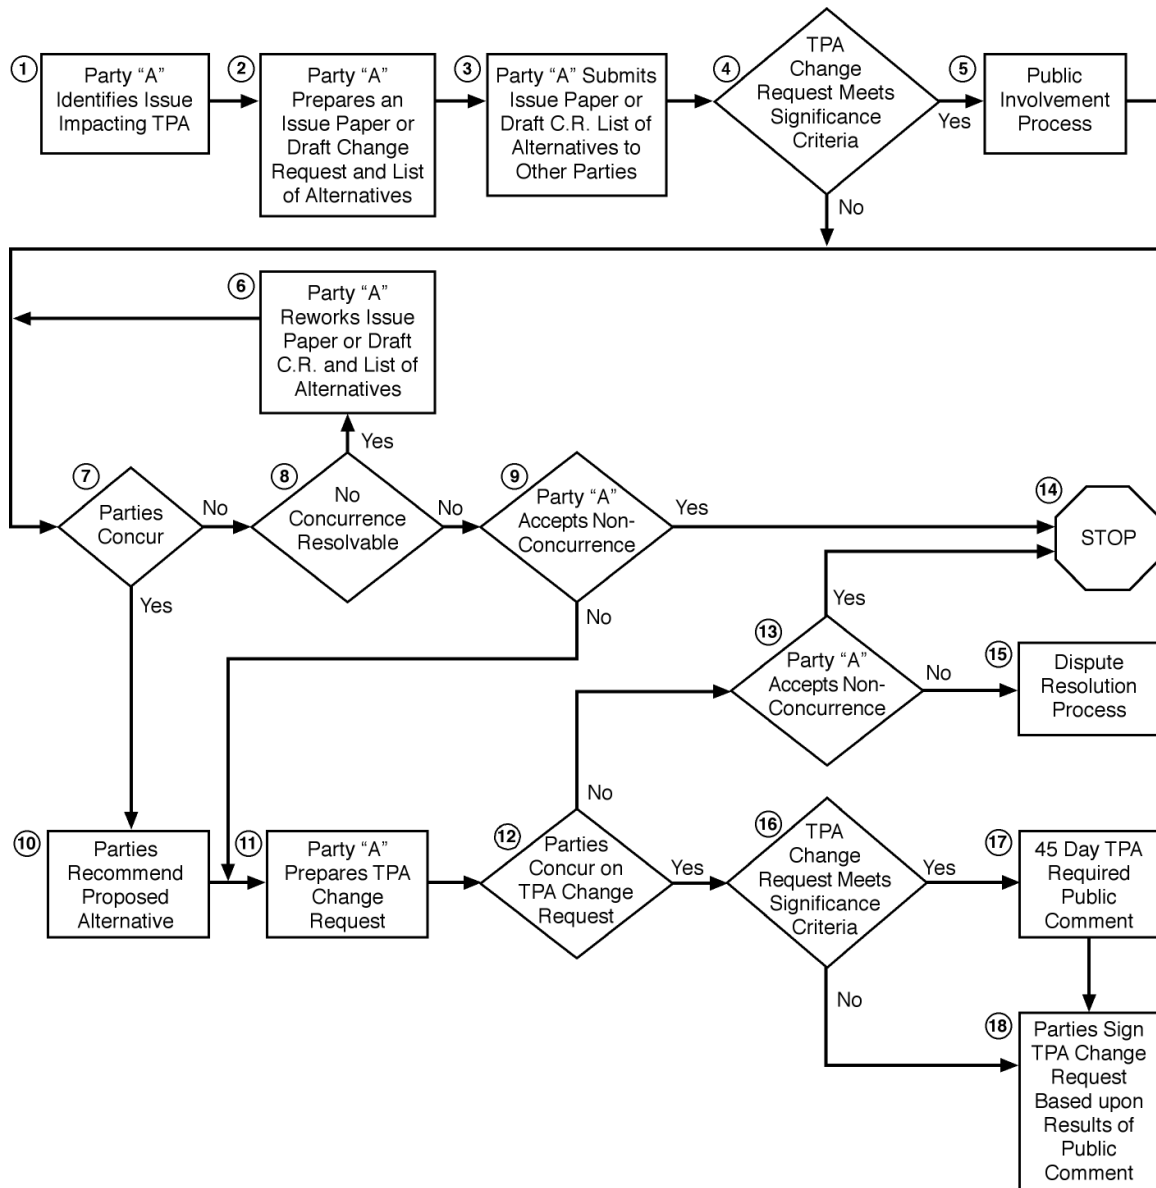 1
Party “A”
Identifies Issue
Impacting TPA
2
Party “A”
Prepares an
Issue Paper or
Draft Change
Request and List
of Alternatives
3
Party “A” Submits
Issue Paper or
Draft C.R. List of
Alternatives to
Other Parties
4
TPA
Change
Request Meets
Significance
Criteria
Yes
No
5
Public
Involvement
Process
6
Party “A”
Reworks Issue
Paper or Draft
C.R. and List of
Alternatives
Yes
7
Parties
Concur
No
Yes
8
No
Concurrence
Resolvable
No
9
Party “A”
Accepts Non-
Concurrence
Yes
No
14
STOP
Yes
13
Party “A”
Accepts Non-
Concurrence
No
15
Dispute
Resolution
Process
10
Parties
Recommend
Proposed
Alternative
11
Party “A”
Prepares TPA
Change
Request
No
12
Parties
Concur on
TPA Change
Request
Yes
16
TPA
Change
Request Meets
Significance
Criteria
Yes
No
17
45 Day TPA
Required
Public
Comment
18
Parties Sign
TPA Change
Request
Based upon
Results of
Public
Comment